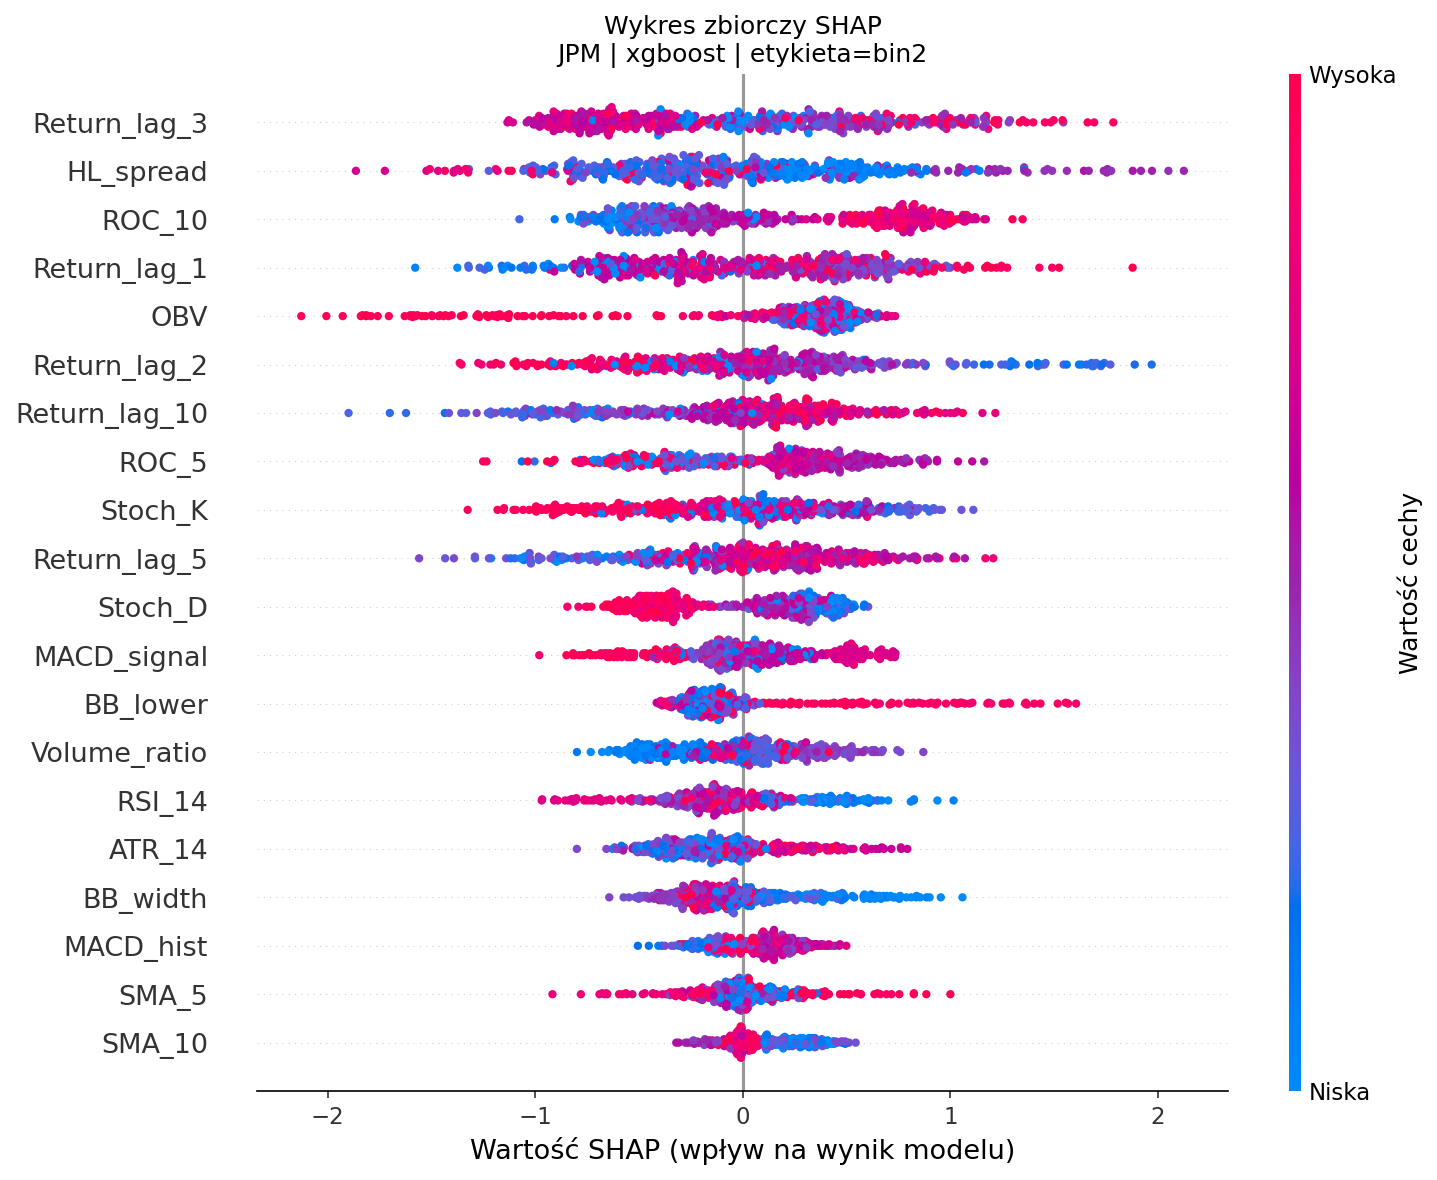 Wykres zbiorczy SHAP
JPM | xgboost | etykieta=bin2
Wysoka
Return_lag_3
HL_spread
ROC_10
Return_lag_1
OBV
Return_lag_2
Return_lag_10
ROC_5
Stoch_K
Return_lag_5
Stoch_D
MACD_signal
BB_lower
Volume_ratio
RSI_14
ATR_14
BB_width
MACD_hist
SMA_5
SMA_10
Wartość cechy
Niska
−2 −1 0 1 2
Wartość SHAP (wpływ na wynik modelu)